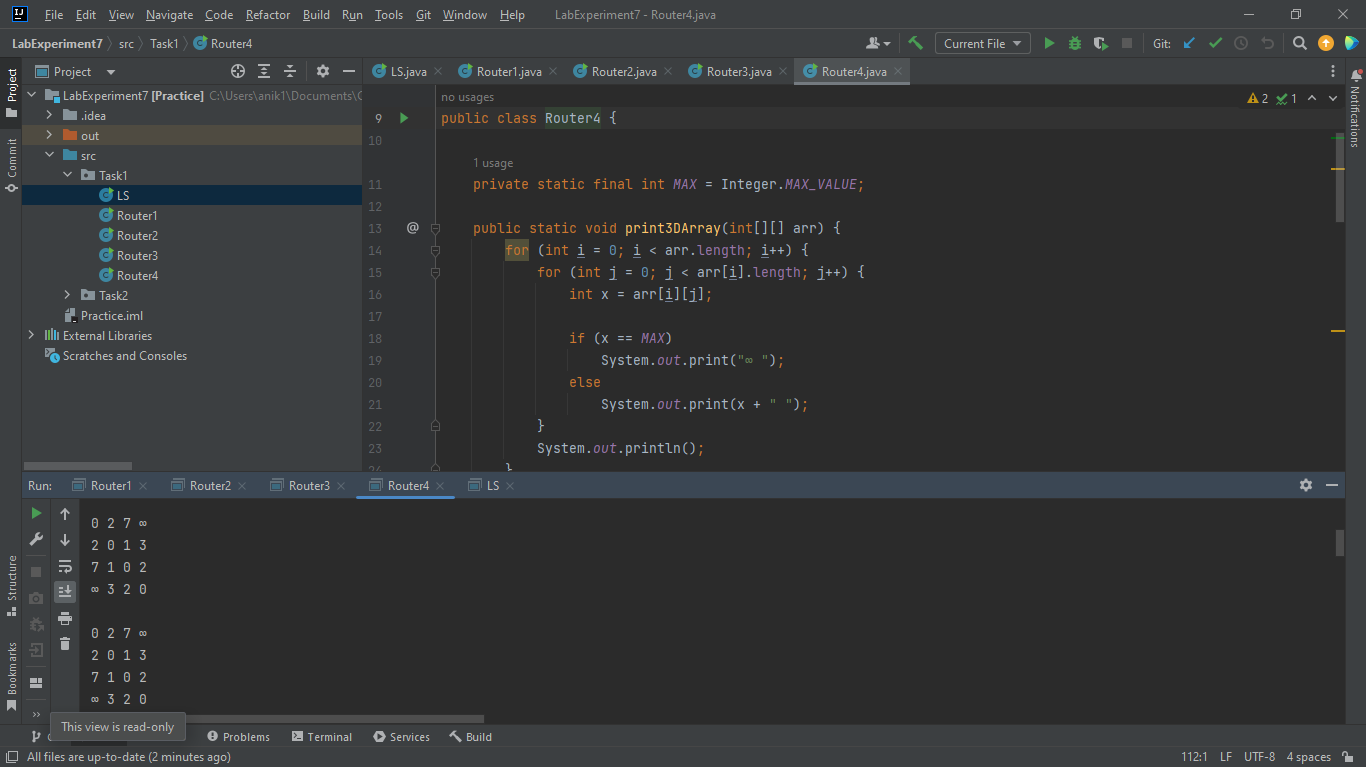 File Edit View Navigate Code Refactor Build Run Tools Git Window Help LabExperiment7 - Router4.java
LabExperiment7 src Task1 Router4 Current File Git:
Project LS.java Router1.java Router2.java Router3.java Router4.java
Project
Commit
Structure
Bookmarks
Notifications
LabExperiment7 [Practice] C:\Users\anik1\Documents\
.idea
out
src
Task1
LS
Router1
Router2
Router3
Router4
Task2
Practice.iml
External Libraries
Scratches and Consoles
no usages
2 1
9 public class Router4 {
10
1 usage
11 private static final int MAX = Integer.MAX_VALUE;
12
13 @ public static void print3DArray(int[][] arr) {
14 for (int i = 0; i < arr.length; i++) {
15 for (int j = 0; j < arr[i].length; j++) {
16 int x = arr[i][j];
17
18 if (x == MAX)
19 System.out.print("∞ ");
20 else
21 System.out.print(x + " ");
22 }
23 System.out.println();
24 }
Run: Router1 Router2 Router3 Router4 LS
0 2 7 ∞
2 0 1 3
7 1 0 2
∞ 3 2 0
0 2 7 ∞
2 0 1 3
7 1 0 2
∞ 3 2 0
This view is read-only
Problems Terminal Services Build
All files are up-to-date (2 minutes ago) 112:1 LF UTF-8 4 spaces